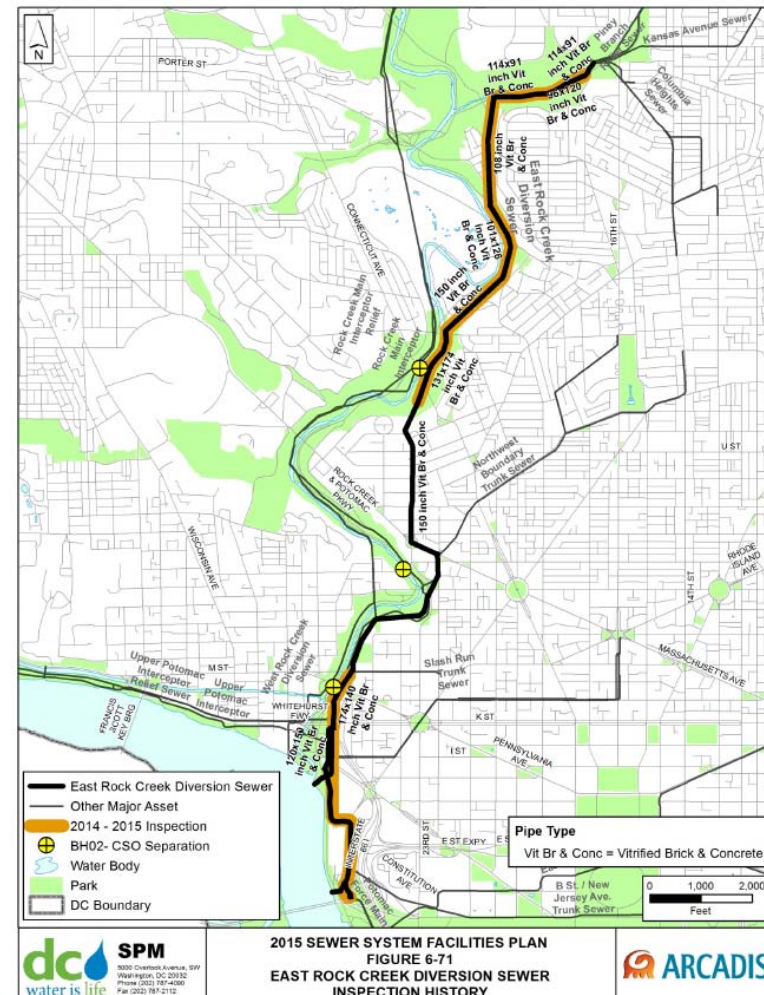 N
PORTER ST
114x91
inch Vit
Br & Conc
114x91
inch Vit Br
& Conc
Piney
Branch
Trunk Sewer
Kansas Avenue Sewer
96x120
inch Vit
Br & Conc
Columbia
Heights
Sewer
108 inch
Vit Br
& Conc
East Rock Creek
Diversion
Sewer
16TH ST
CONNECTICUT AVE
101x126
inch Vit
Br & Conc
150 inch
Vit Br
& Conc
Rock Creek Main
Interceptor
Relief
Rock Creek
Main
Interceptor
131x174
inch Vit
Br & Conc
150 inch Vit Br & Conc
Northwest
Boundary
Trunk Sewer
U ST
ROCK CREEK
& POTOMAC
PKWY
WISCONSIN AVE
RHODE
ISLAND
AVE
14TH ST
MASSACHUSETTS AVE
M ST
Upper Potomac
Interceptor
Relief Sewer
Upper
Potomac
Interceptor
West Rock Creek
Diversion
Sewer
Slash Run
Trunk
Sewer
WHITEHURST
FWY
FRANCIS
SCOTT
KEY BRG
174x140
inch Vit Br
& Conc
K ST
I ST
PENNSYLVANIA
AVE
inch Vit Br
& Conc
INTERSTATE
66
23RD ST
E ST EXPY
CONSTITUTION
AVE
Potomac
Force Main
B St. / New
Jersey Ave.
Trunk Sewer
East Rock Creek Diversion Sewer
Other Major Asset
2014 - 2015 Inspection
BH02- CSO Separation
Water Body
Park
DC Boundary
Pipe Type
Vit Br & Conc = Vitrified Brick & Concrete
0 1,000 2,000
Feet
dc
water is life
SPM
5000 Overlook Avenue, SW
Washington, DC 20032
Phone (202) 787-4090
Fax (202) 787-2112
2015 SEWER SYSTEM FACILITIES PLAN
FIGURE 6-71
EAST ROCK CREEK DIVERSION SEWER
INSPECTION HISTORY
ARCADIS